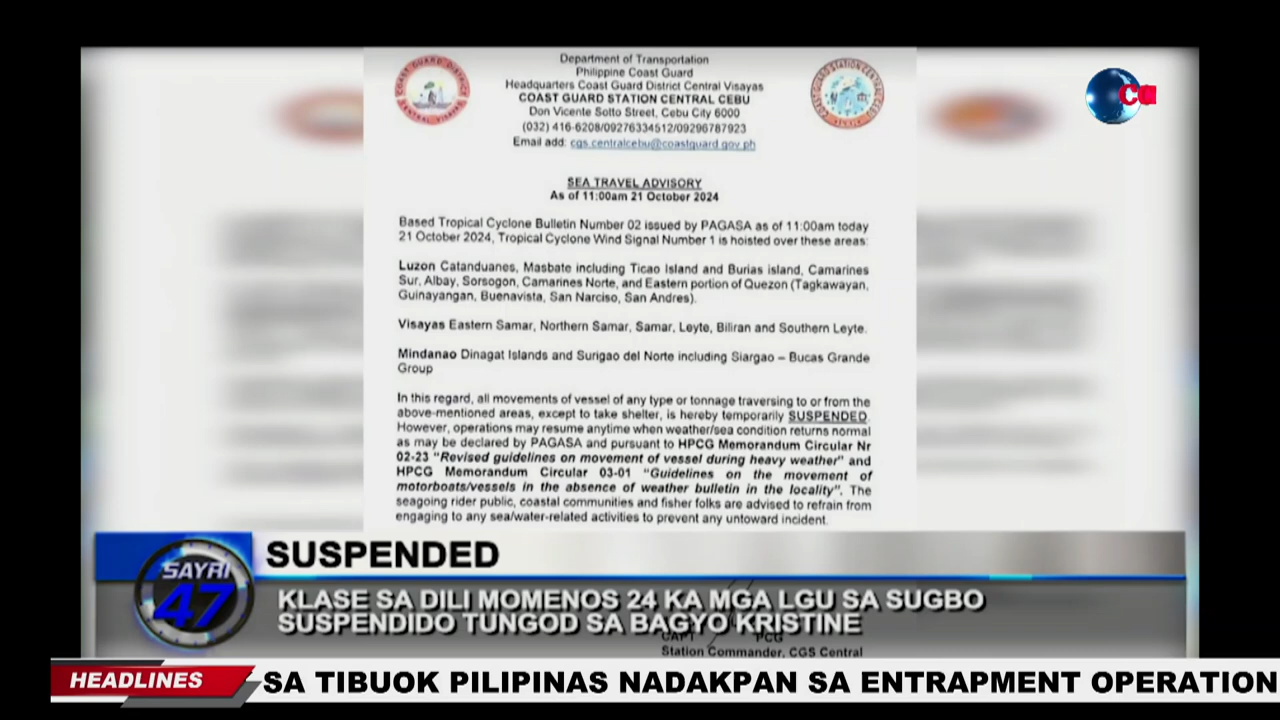 Department of Transportation
Philippine Coast Guard
Headquarters Coast Guard District Central Visayas
COAST GUARD STATION CENTRAL CEBU
Don Vicente Sotto Street, Cebu City 6000
(032) 416-6208/09276334512/09296787923
Email add: cgs.centralcebu@coastguard.gov.ph
SEA TRAVEL ADVISORY
As of 11:00am 21 October 2024
Based Tropical Cyclone Bulletin Number 02 issued by PAGASA as of 11:00am today
21 October 2024, Tropical Cyclone Wind Signal Number 1 is hoisted over these areas:
Luzon Catanduanes, Masbate including Ticao Island and Burias island, Camarines
Sur, Albay, Sorsogon, Camarines Norte, and Eastern portion of Quezon (Tagkawayan,
Guinayangan, Buenavista, San Narciso, San Andres).
Visayas Eastern Samar, Northern Samar, Samar, Leyte, Biliran and Southern Leyte.
Mindanao Dinagat Islands and Surigao del Norte including Siargao – Bucas Grande
Group
In this regard, all movements of vessel of any type or tonnage traversing to or from the
above-mentioned areas, except to take shelter, is hereby temporarily SUSPENDED.
However, operations may resume anytime when weather/sea condition returns normal
as may be declared by PAGASA and pursuant to HPCG Memorandum Circular Nr
02-23 "Revised guidelines on movement of vessel during heavy weather" and
HPCG Memorandum Circular 03-01 "Guidelines on the movement of
motorboats/vessels in the absence of weather bulletin in the locality". The
seagoing rider public, coastal communities and fisher folks are advised to refrain from
engaging to any sea/water-related activities to prevent any untoward incident.
SUSPENDED
SAYRI
47
KLASE SA DILI MOMENOS 24 KA MGA LGU SA SUGBO
SUSPENDIDO TUNGOD SA BAGYO KRISTINE
CAPT PCG
Station Commander, CGS Central
HEADLINES
SA TIBUOK PILIPINAS NADAKPAN SA ENTRAPMENT OPERATION